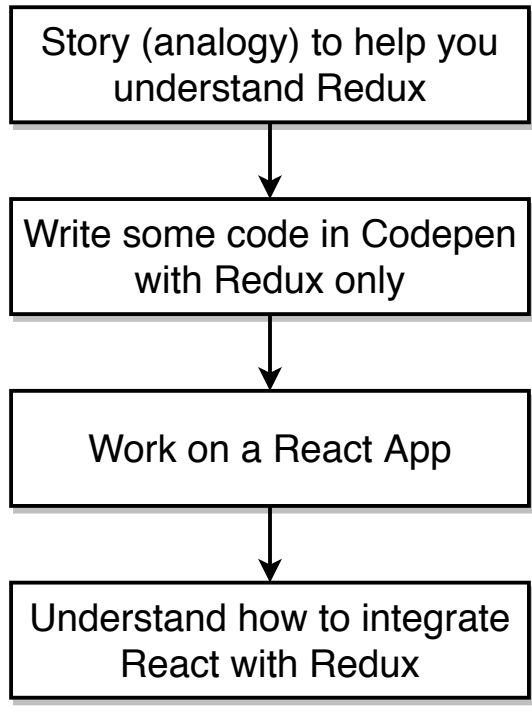 Story (analogy) to help you
understand Redux
Write some code in Codepen
with Redux only
Work on a React App
Understand how to integrate
React with Redux